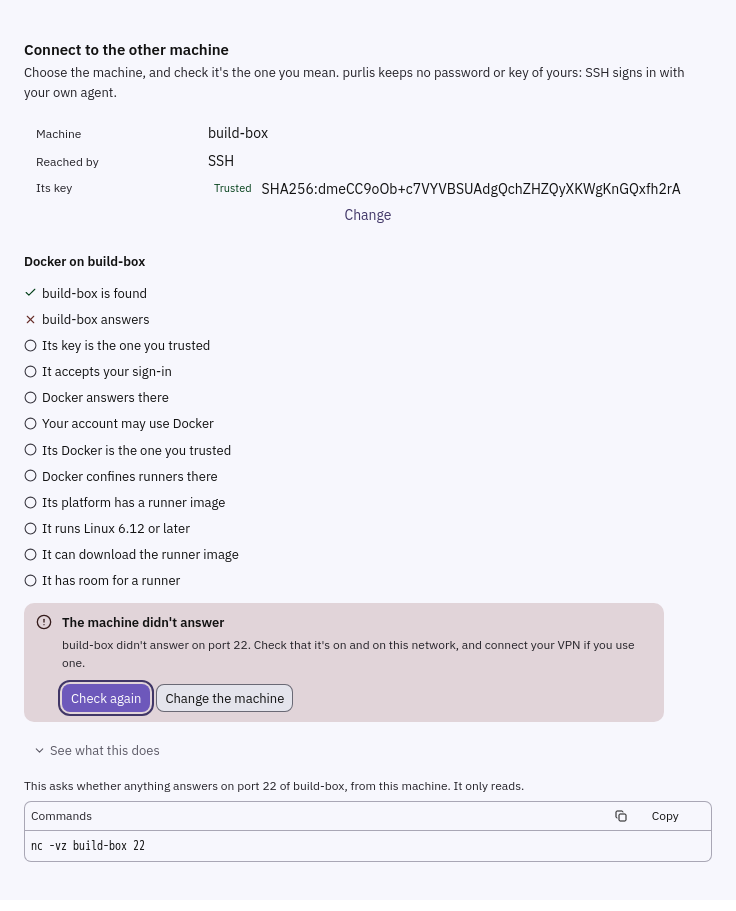 Connect to the other machine
Choose the machine, and check it's the one you mean. purlis keeps no password or key of yours: SSH signs in with
your own agent.
Machine build-box
Reached by SSH
Its key Trusted SHA256:dmeCC9oOb+c7VYVBSUAdgQchZHZQyXKWgKnGQxfh2rA
Change
Docker on build-box
build-box is found
build-box answers
Its key is the one you trusted
It accepts your sign-in
Docker answers there
Your account may use Docker
Its Docker is the one you trusted
Docker confines runners there
Its platform has a runner image
It runs Linux 6.12 or later
It can download the runner image
It has room for a runner
The machine didn't answer
build-box didn't answer on port 22. Check that it's on and on this network, and connect your VPN if you use
one.
Check again Change the machine
See what this does
This asks whether anything answers on port 22 of build-box, from this machine. It only reads.
Commands Copy
nc -vz build-box 22